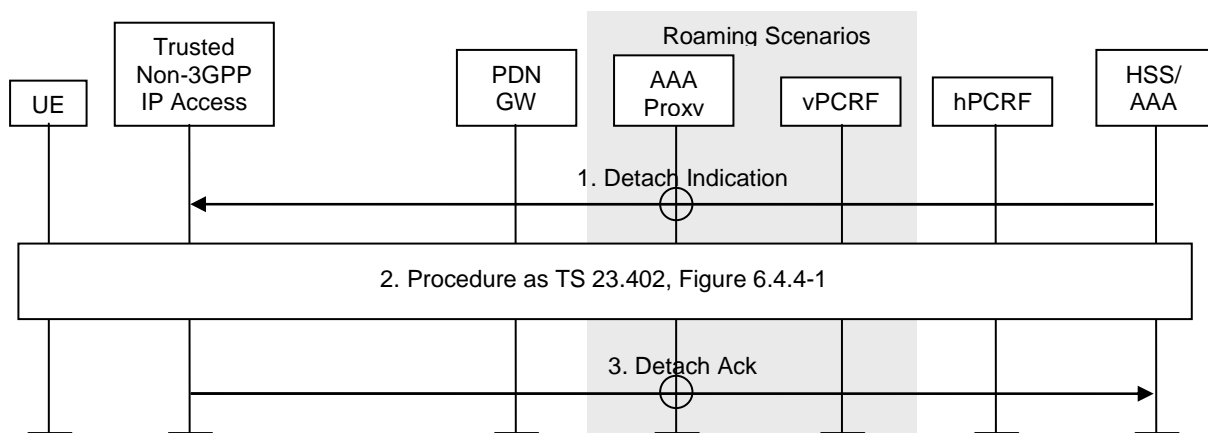 Roaming Scenarios
UE
Trusted
Non-3GPP
IP Access
PDN
GW
AAA
Proxy
vPCRF
hPCRF
HSS/
AAA
1. Detach Indication
2. Procedure as TS 23.402, Figure 6.4.4-1
3. Detach Ack